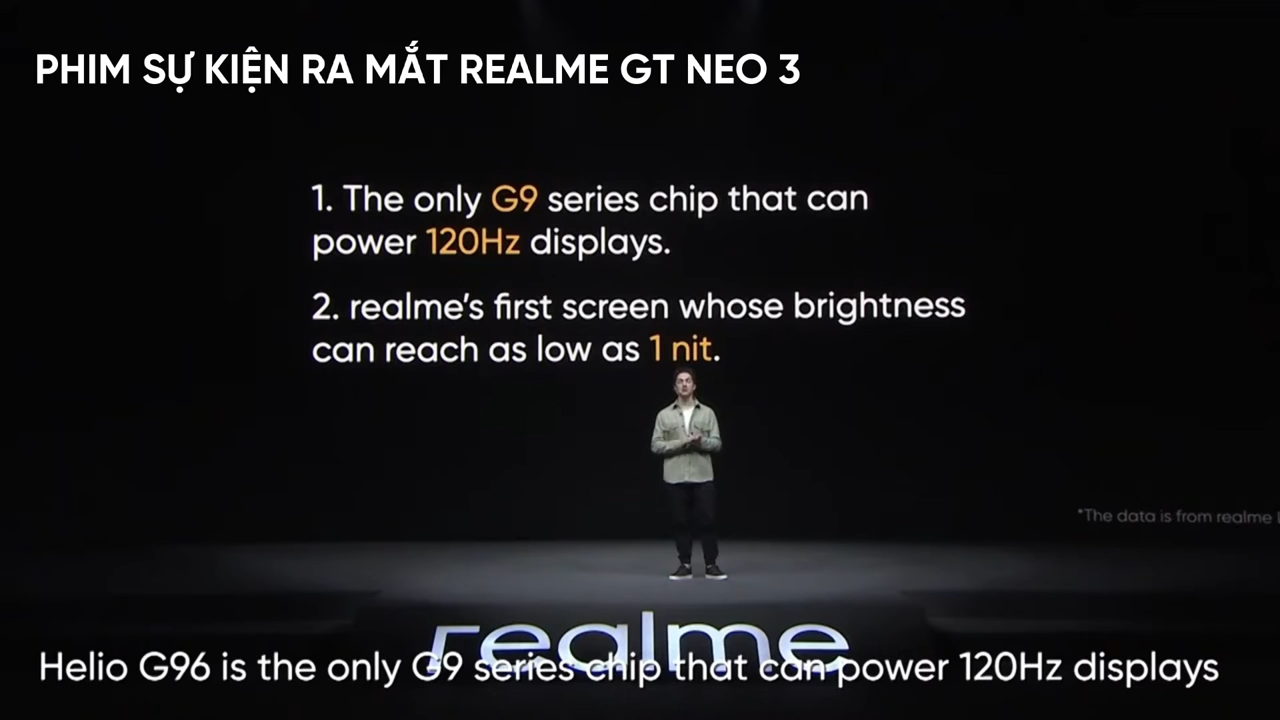 PHIM SỰ KIỆN RA MẮT REALME GT NEO 3
1. The only G9 series chip that can
power 120Hz displays.
2. realme’s first screen whose brightness
can reach as low as 1 nit.
*The data is from realme
realme
Helio G96 is the only G9 series chip that can power 120Hz displays